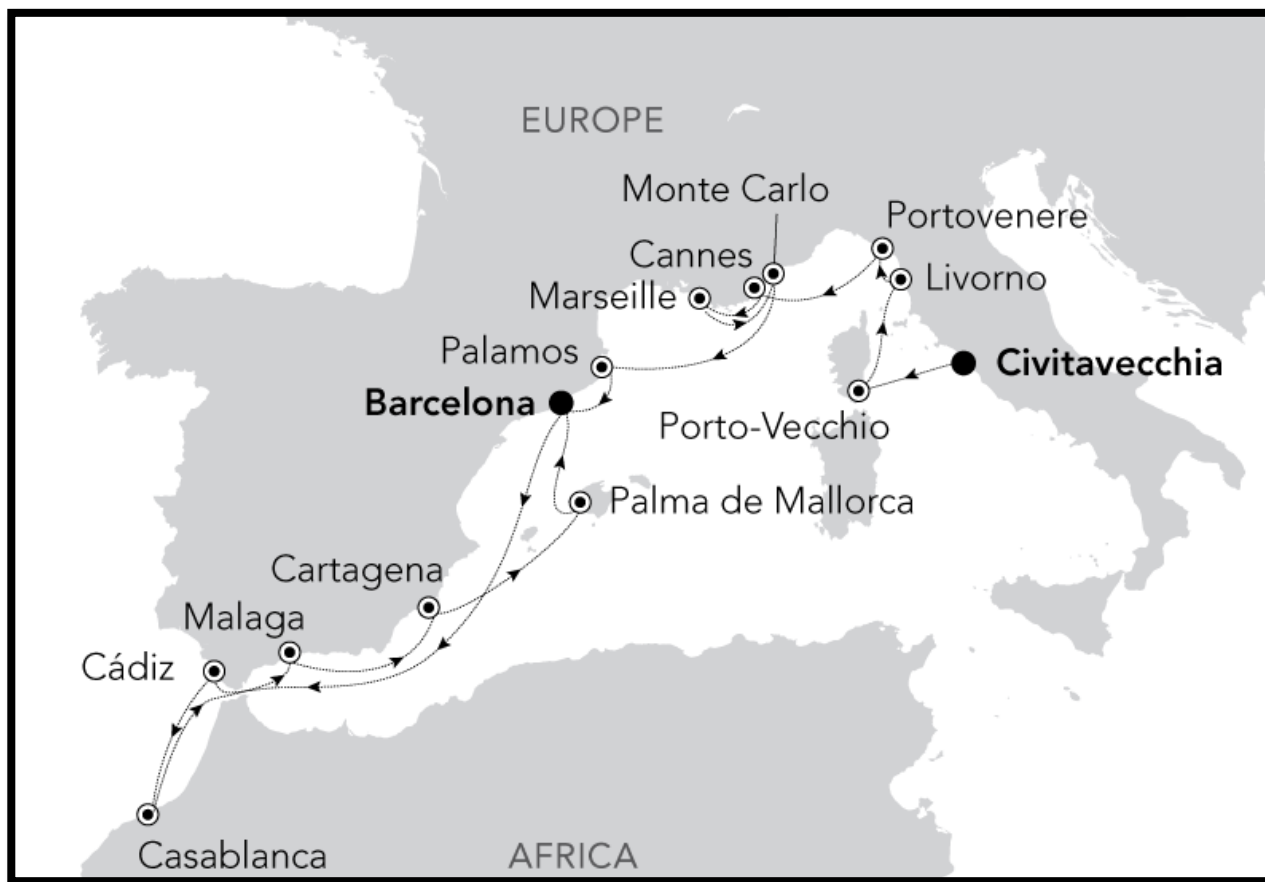 EUROPE
Monte Carlo
Portovenere
Cannes
Livorno
Marseille
Palamos
Civitavecchia
Barcelona
Porto-Vecchio
Palma de Mallorca
Cartagena
Malaga
Cádiz
Casablanca
AFRICA